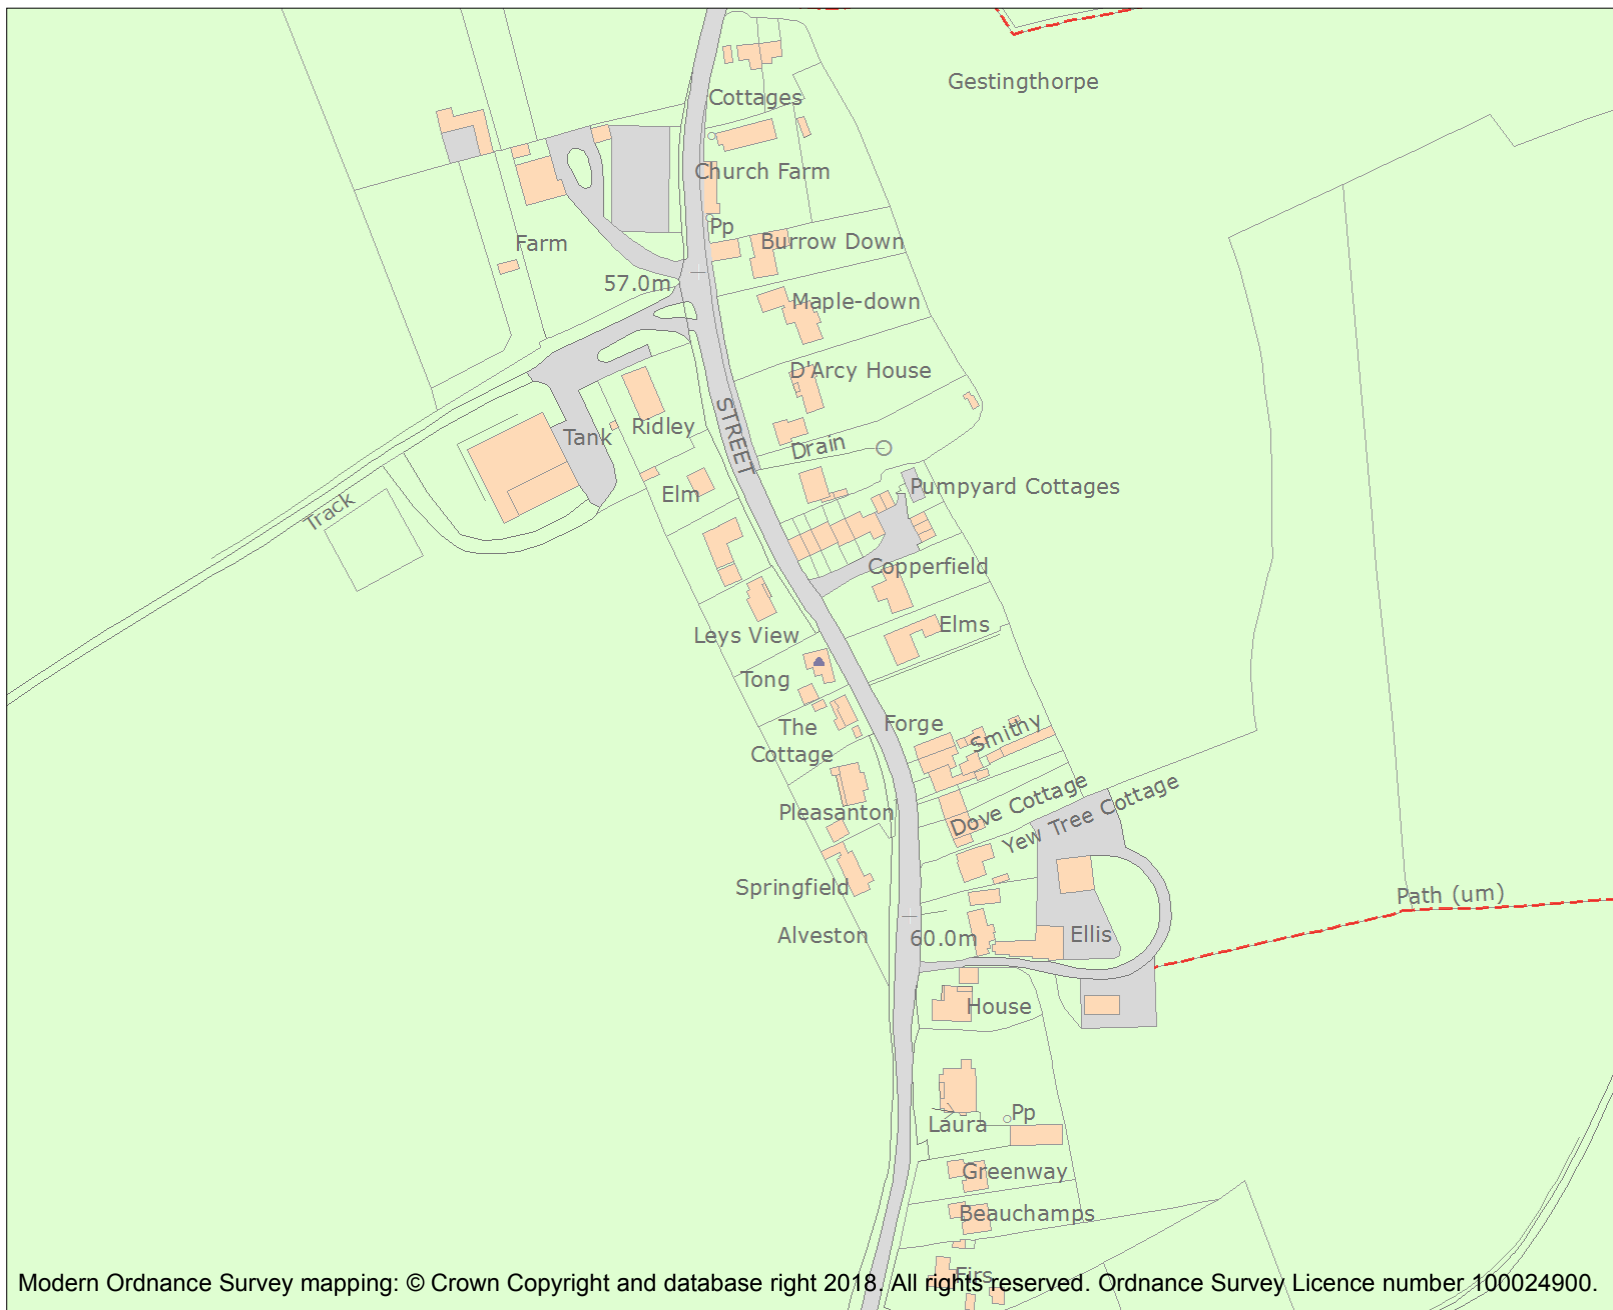 Gestingthorpe
Cottages
Church Farm
Pp
Burrow Down
Farm
57.0m
Maple-down
D'Arcy House
STREET
Ridley
Tank
Drain
Elm
Pumpyard Cottages
Track
Copperfield
Elms
Leys View
Tong
Forge
The
Cottage
Smithy
Pleasanton
Dove Cottage
Yew Tree Cottage
Springfield
Path (um)
Alveston
60.0m
Ellis
House
Pp
Laura
Greenway
Beauchamps
Firs
Modern Ordnance Survey mapping: © Crown Copyright and database right 2018. All rights reserved. Ordnance Survey Licence number 100024900.